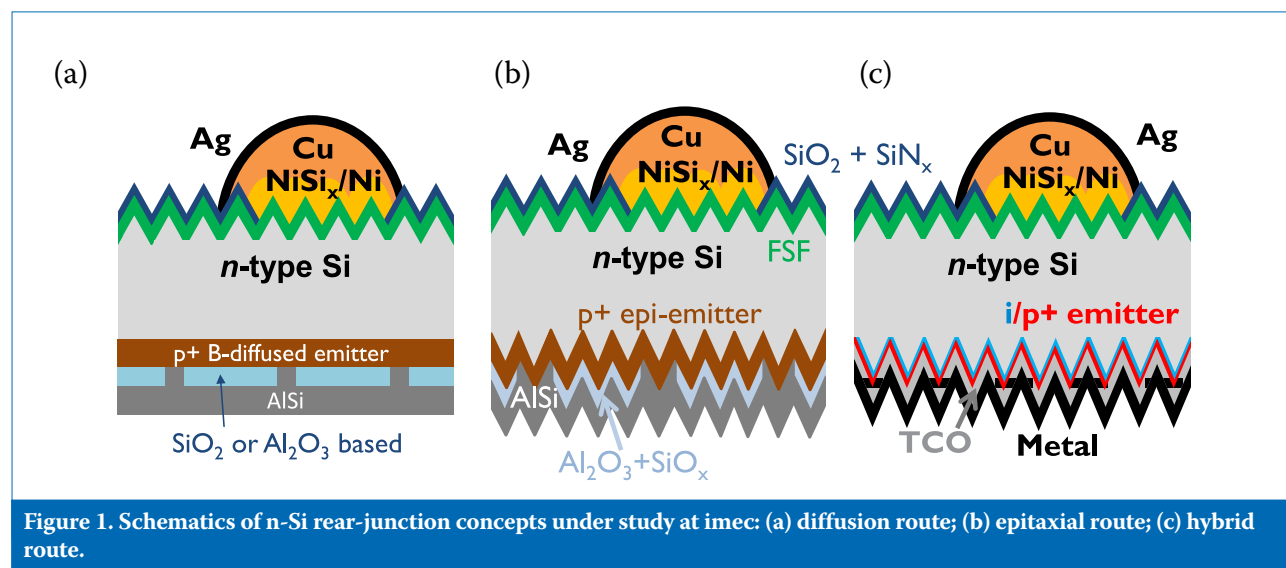 (a)
(b)
(c)
Ag
Cu
NiSiₓ/Ni
n-type Si
p+ B-diffused emitter
AlSi
SiO₂ or Al₂O₃ based
Ag
Cu
NiSiₓ/Ni
SiO₂ + SiNₓ
FSF
n-type Si
p+ epi-emitter
AlSi
Al₂O₃+SiOₓ
Ag
Cu
NiSiₓ/Ni
n-type Si
i/p+ emitter
TCO
Metal
Figure 1. Schematics of n-Si rear-junction concepts under study at imec: (a) diffusion route; (b) epitaxial route; (c) hybrid
route.